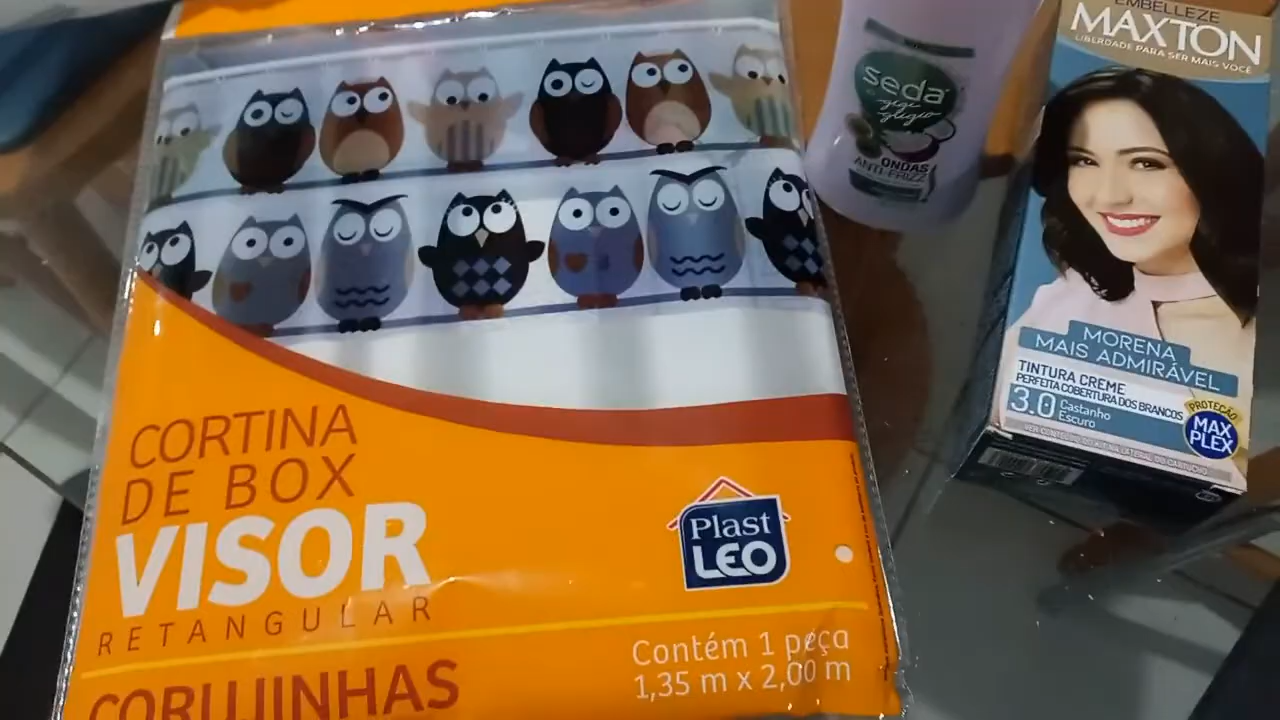 CORTINA
DE BOX
VISOR
RETANGULAR
CORUJINHAS
Plast
LEO
Contém 1 peça
1,35 m x 2,00 m
seda
ONDAS
ANTI-FRIZZ
EMBELLEZE
MAXTON
LIBERDADE PARA SER MAIS VOCÊ
MORENA
MAIS ADMIRÁVEL
TINTURA CREME
PERFEITA COBERTURA DOS BRANCOS
3.0 Castanho
Escuro
PROTEÇÃO
MAX
PLEX